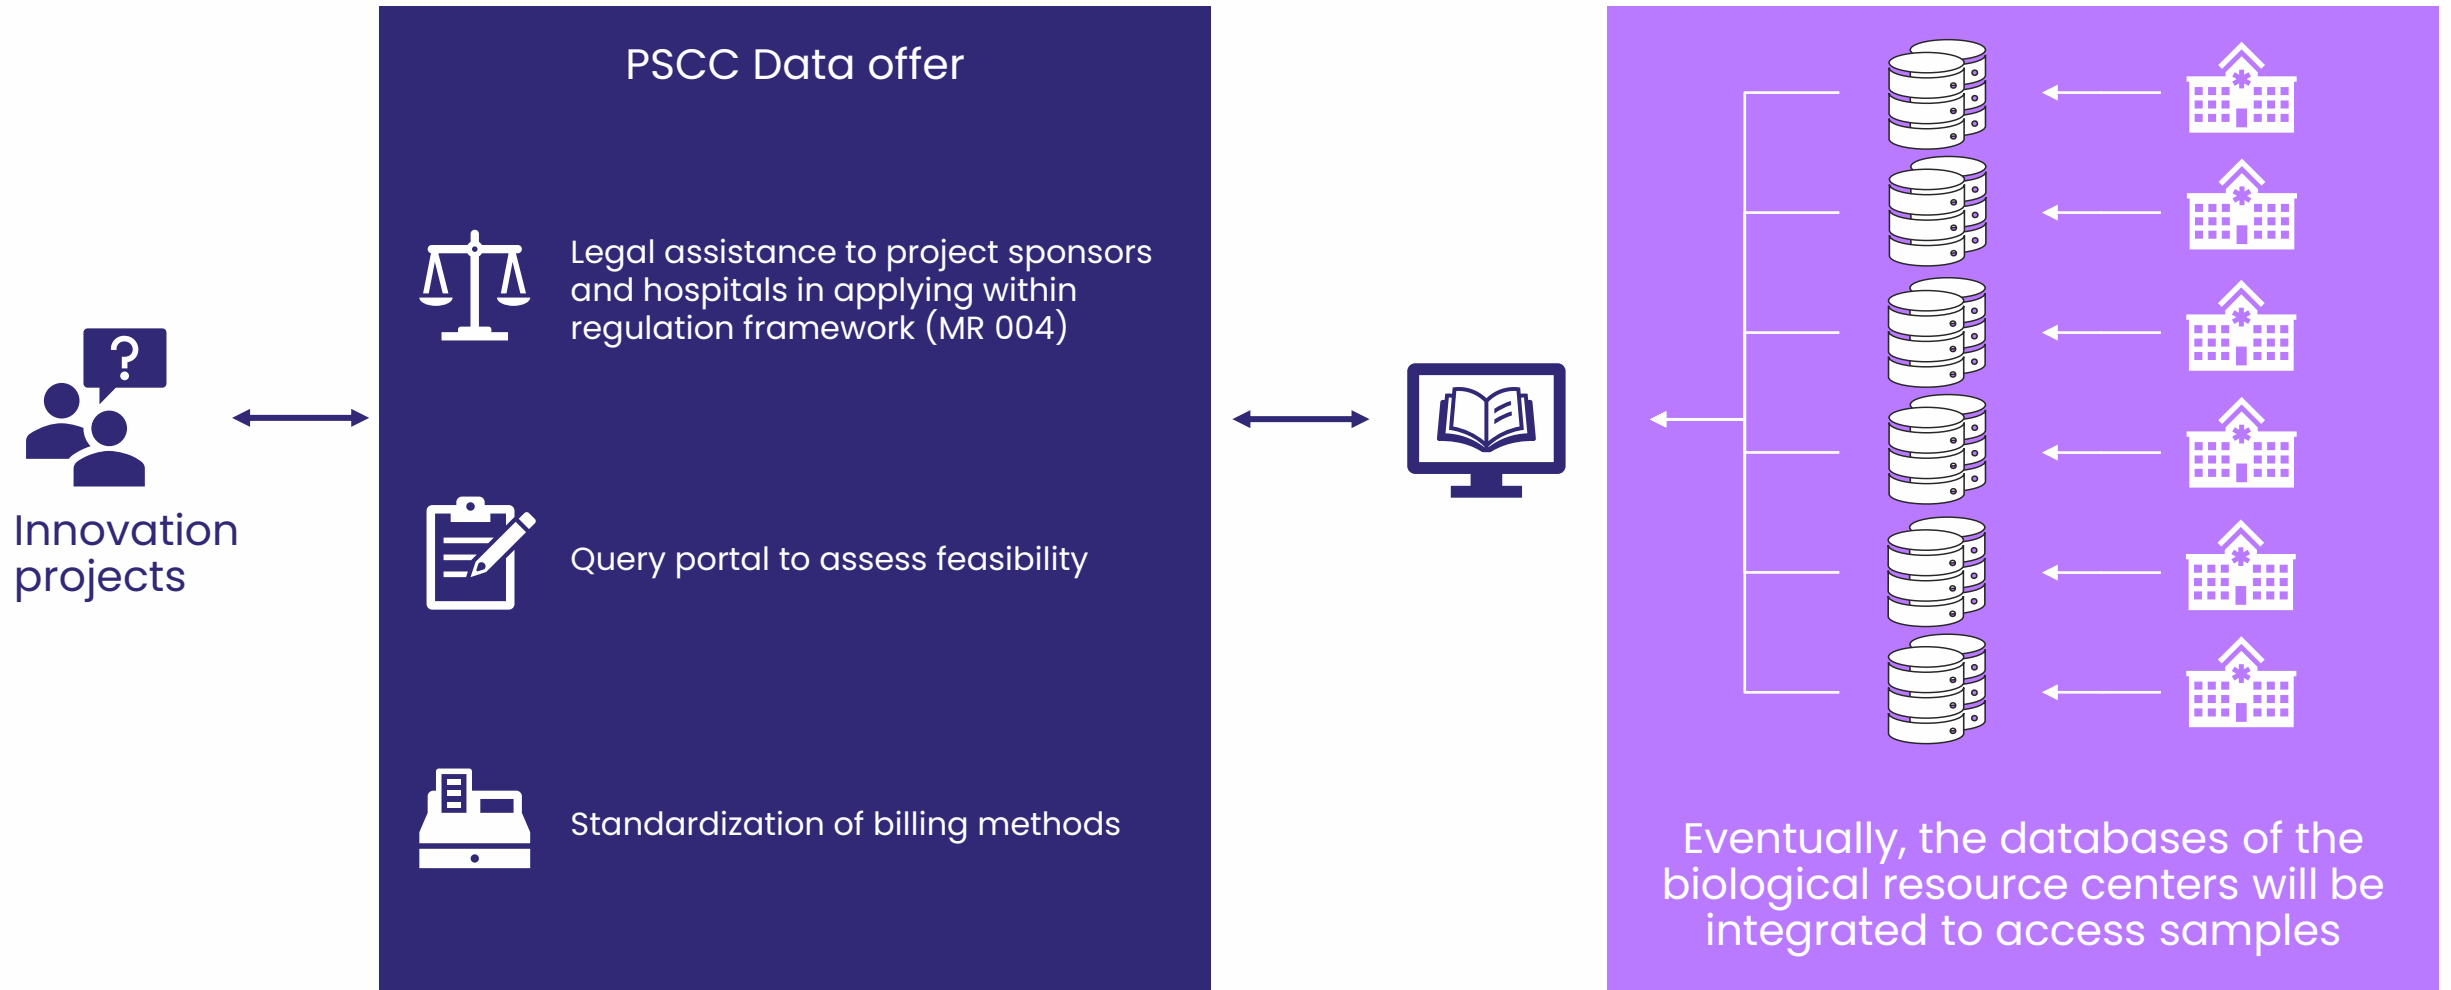 PSCC Data offer
Legal assistance to project sponsors
and hospitals in applying within
regulation framework (MR 004)
?
Innovation
projects
Query portal to assess feasibility
Standardization of billing methods
Eventually, the databases of the
biological resource centers will be
integrated to access samples